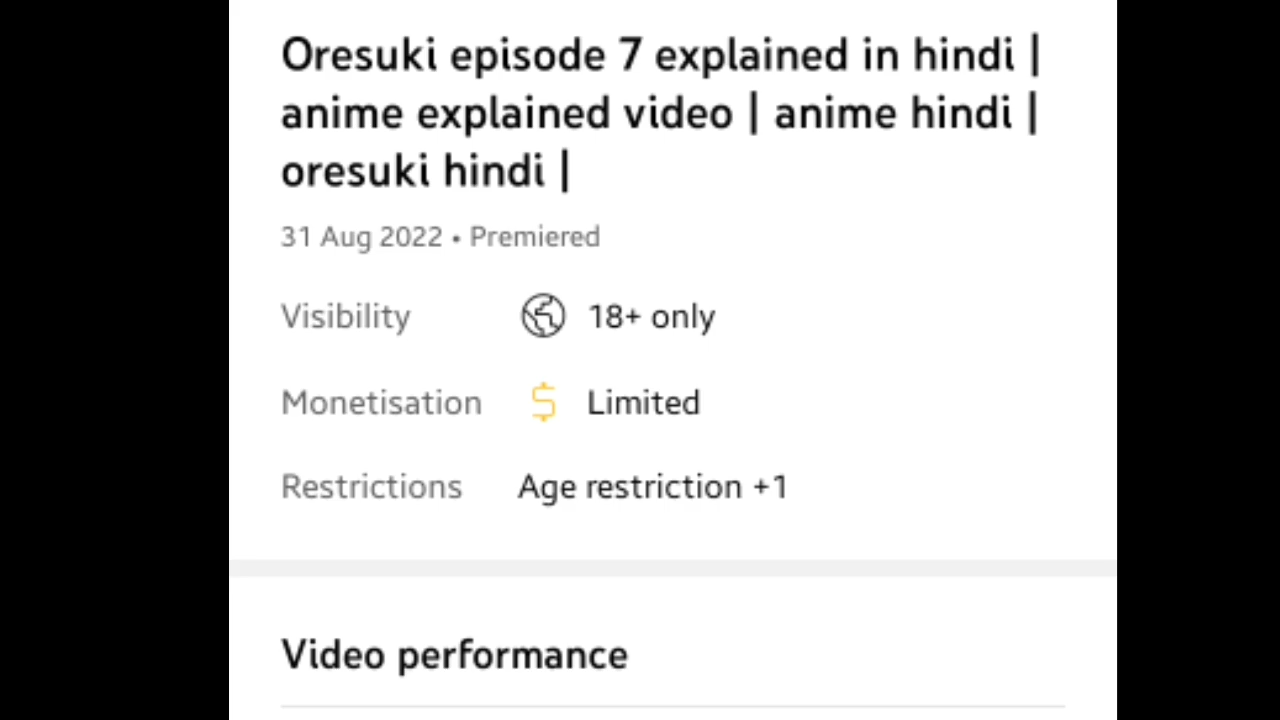 Oresuki episode 7 explained in hindi |
anime explained video | anime hindi |
oresuki hindi |
31 Aug 2022 • Premiered
Visibility 18+ only
Monetisation Limited
Restrictions Age restriction +1
Video performance